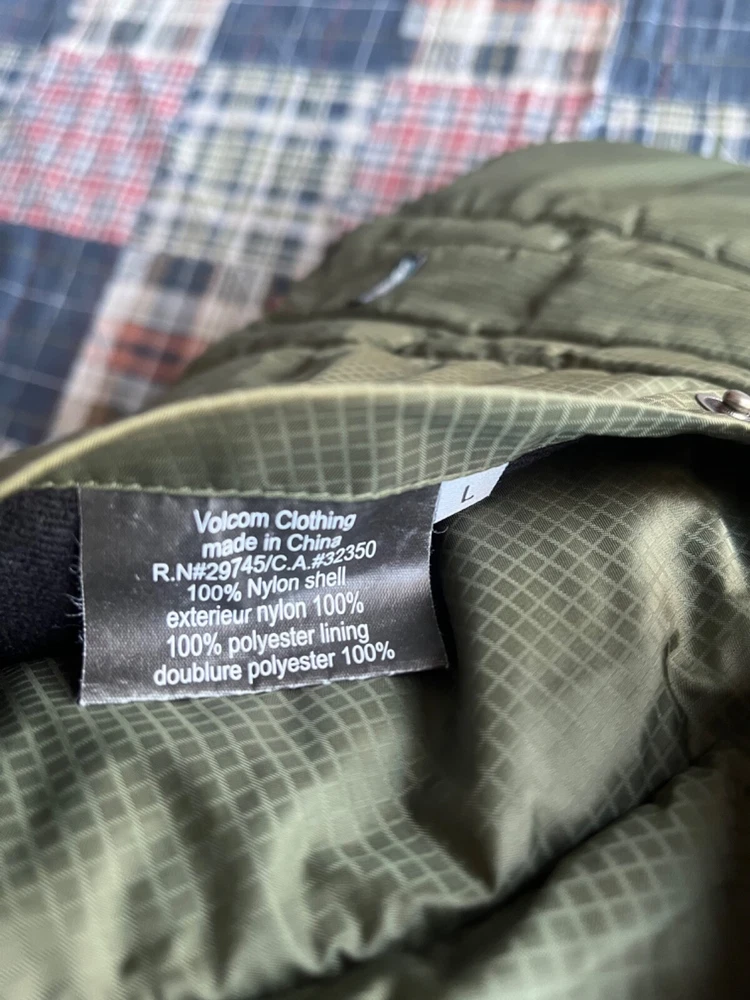 Volcom Clothing
made in China
R.N#29745/C.A.#32350
100% Nylon shell
exterieur nylon 100%
100% polyester lining
doublure polyester 100%
L